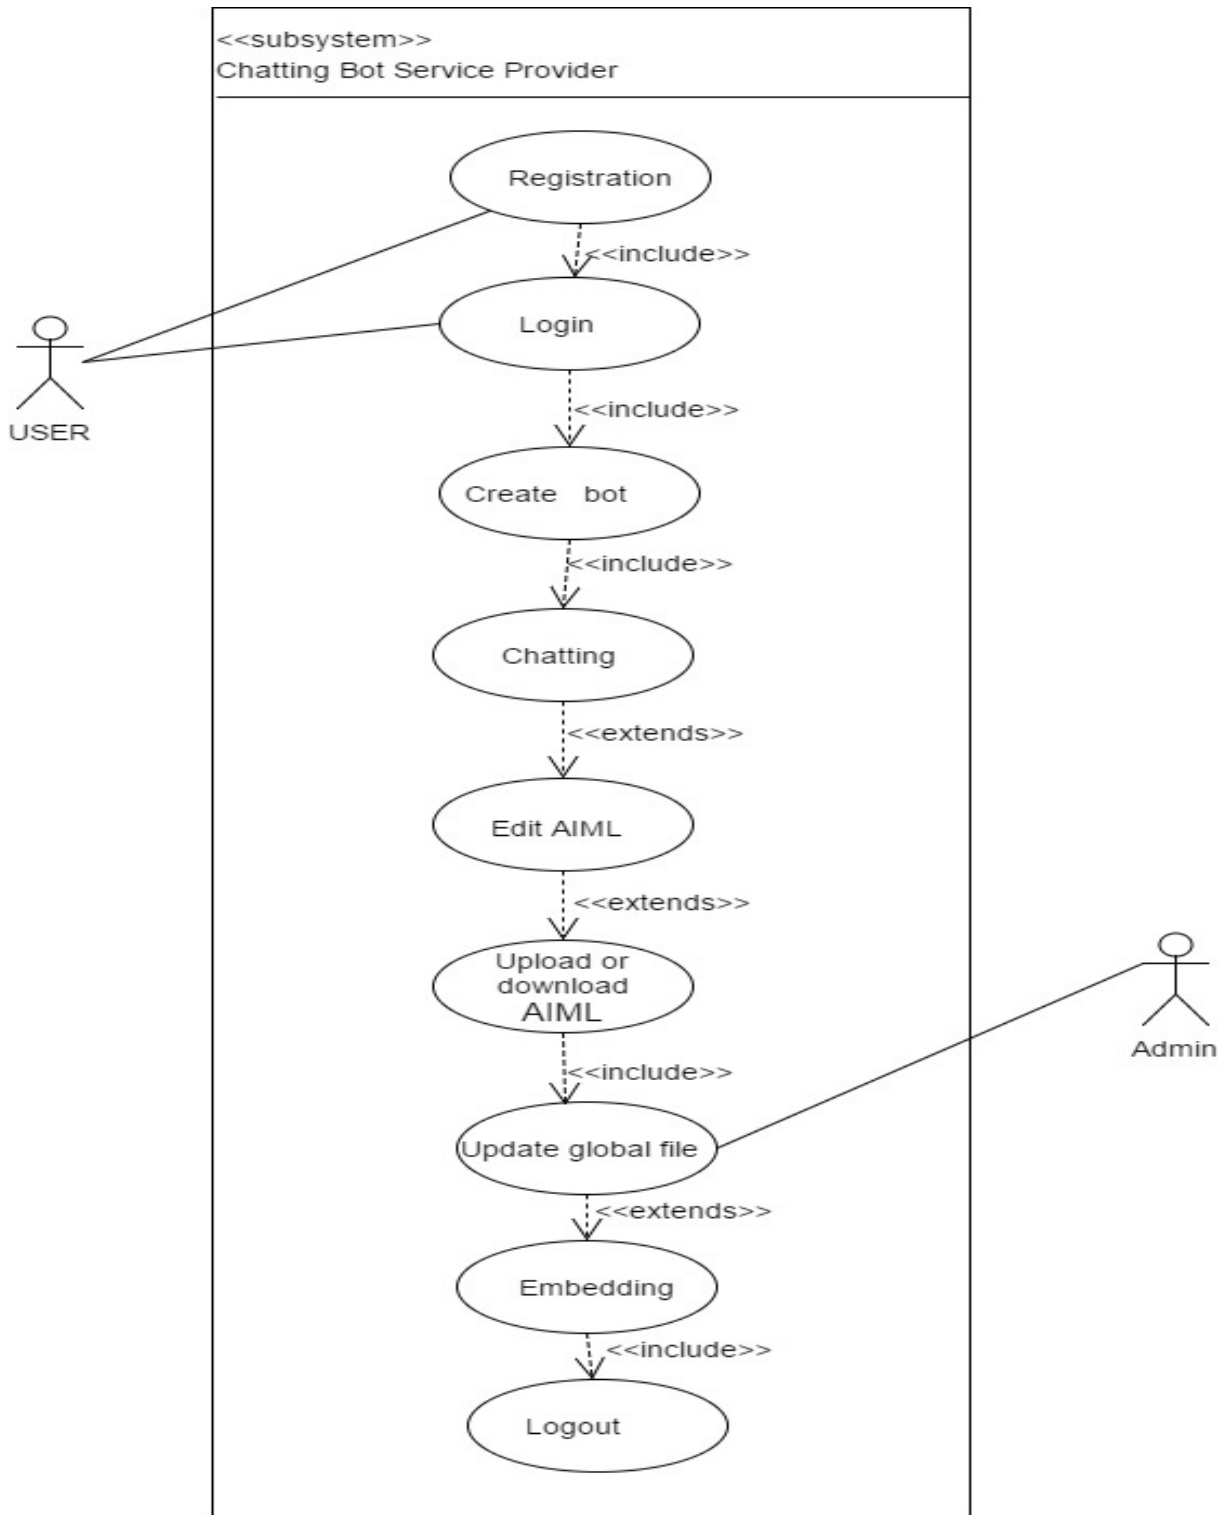 <<subsystem>>
Chatting Bot Service Provider
Registration
<<include>>
Login
USER
<<include>>
Create bot
<<include>>
Chatting
<<extends>>
Edit AIML
<<extends>>
Upload or
download
AIML
Admin
<<include>>
Update global file
<<extends>>
Embedding
<<include>>
Logout